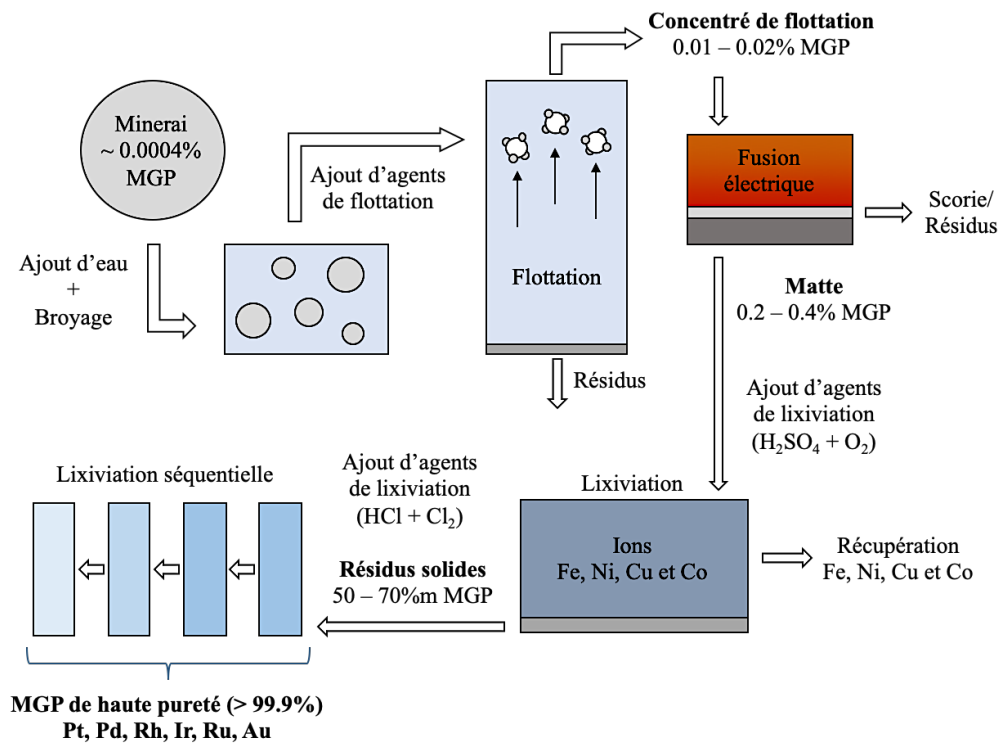 Minerai
~ 0.0004%
MGP
Ajout d'eau
+
Broyage
Ajout d'agents
de flottation
Flottation
Résidus
Concentré de flottation
0.01 – 0.02% MGP
Fusion
électrique
Scorie/
Résidus
Matte
0.2 – 0.4% MGP
Ajout d'agents
de lixiviation
(H₂SO₄ + O₂)
Lixiviation
Ions
Fe, Ni, Cu et Co
Récupération
Fe, Ni, Cu et Co
Ajout d'agents
de lixiviation
(HCl + Cl₂)
Résidus solides
50 – 70%m MGP
Lixiviation séquentielle
MGP de haute pureté (> 99.9%)
Pt, Pd, Rh, Ir, Ru, Au